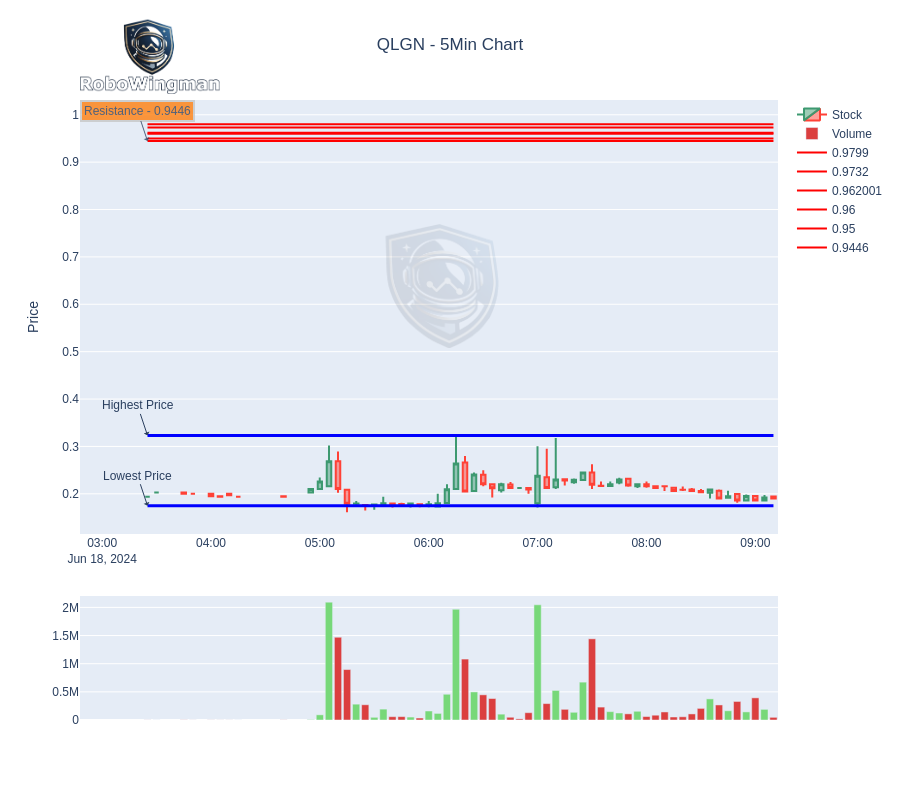 QLGN - 5Min Chart
RoboWingman
Resistance - 0.9446
1
0.9
0.8
0.7
0.6
0.5
0.4
0.3
0.2
Price
Highest Price
Lowest Price
03:00
04:00
05:00
06:00
07:00
08:00
09:00
Jun 18, 2024
Stock
Volume
0.9799
0.9732
0.962001
0.96
0.95
0.9446
2M
1.5M
1M
0.5M
0